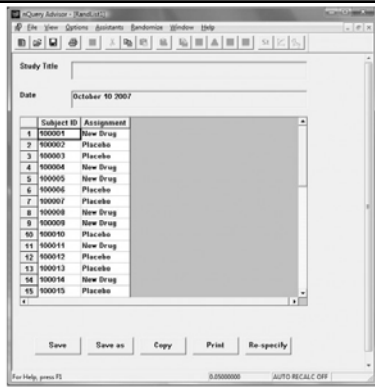 nQuery Advisor - [RandList-1]
File View Options Assistants Randomize Window Help
Study Title
Date October 10 2007
Subject ID Assignment
1 100001 New Drug
2 100002 Placebo
3 100003 Placebo
4 100004 New Drug
5 100005 New Drug
6 100006 Placebo
7 100007 Placebo
8 100008 New Drug
9 100009 New Drug
10 100010 Placebo
11 100011 New Drug
12 100012 Placebo
13 100013 Placebo
14 100014 New Drug
15 100015 Placebo
Save Save as Copy Print Re-specify
For Help, press F1 0.05000000 AUTO RECALC OFF